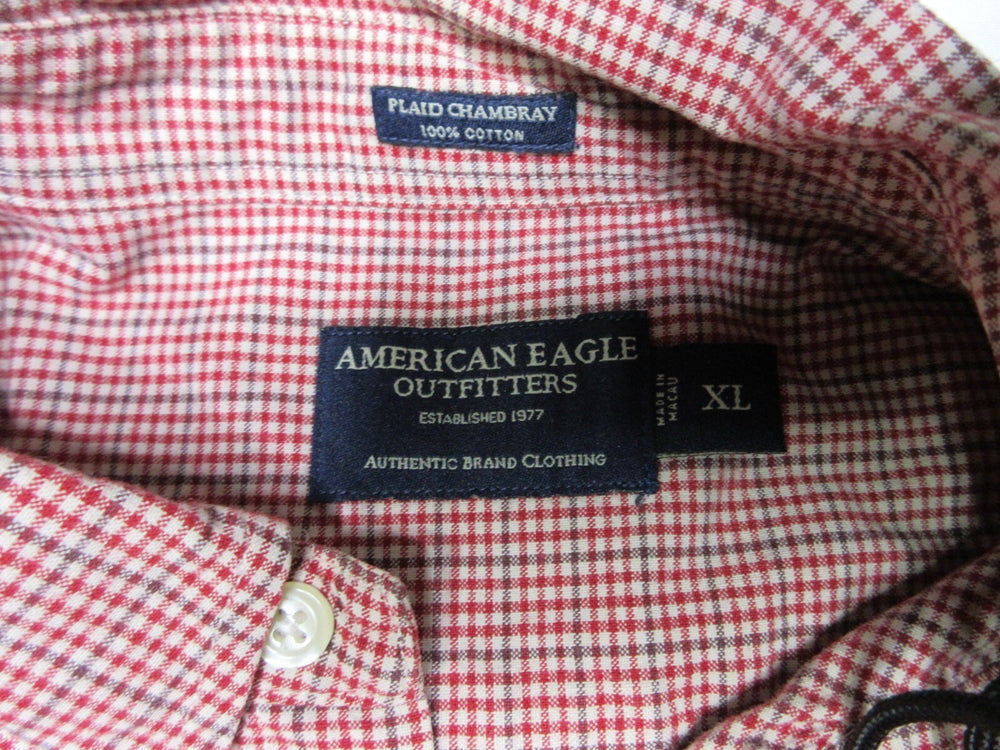 PLAID CHAMBRAY
100% COTTON
AMERICAN EAGLE
OUTFITTERS
ESTABLISHED 1977
AUTHENTIC BRAND CLOTHING
MADE IN
MACAU
XL